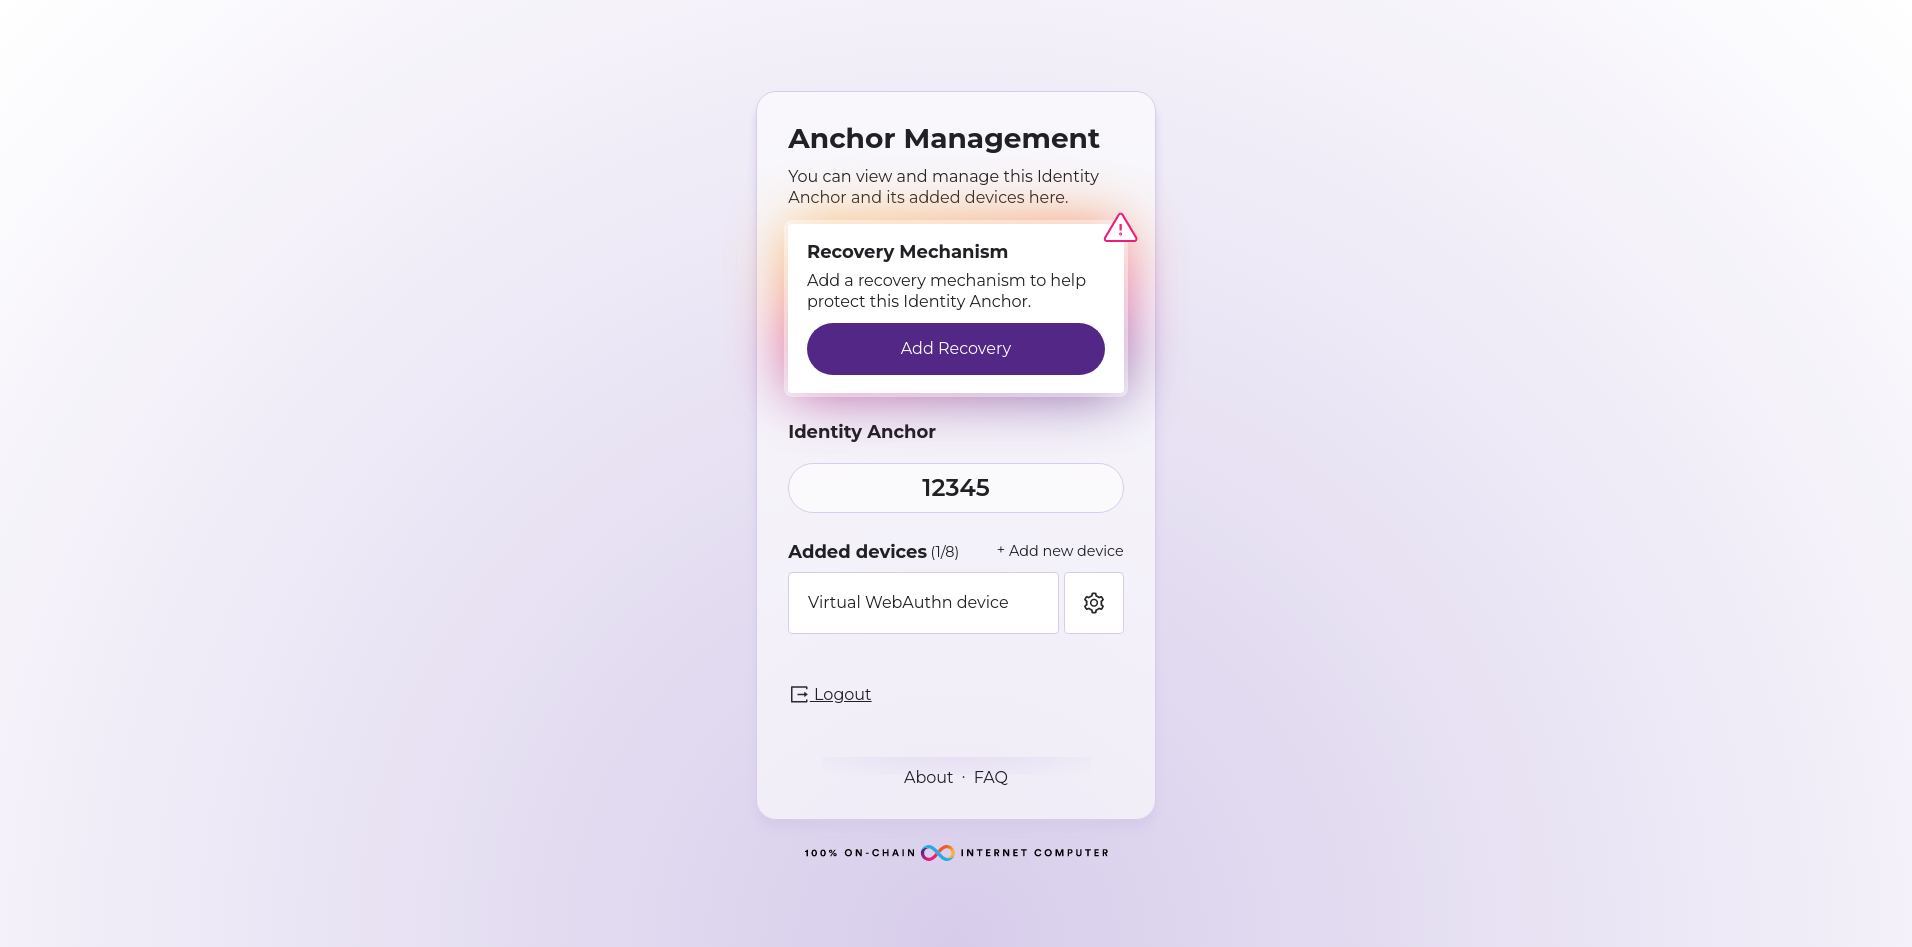 Anchor Management
You can view and manage this Identity
Anchor and its added devices here.
Recovery Mechanism
Add a recovery mechanism to help
protect this Identity Anchor.
Add Recovery
Identity Anchor
12345
Added devices (1/8) + Add new device
Virtual WebAuthn device
Logout
About · FAQ
100% ON-CHAIN INTERNET COMPUTER